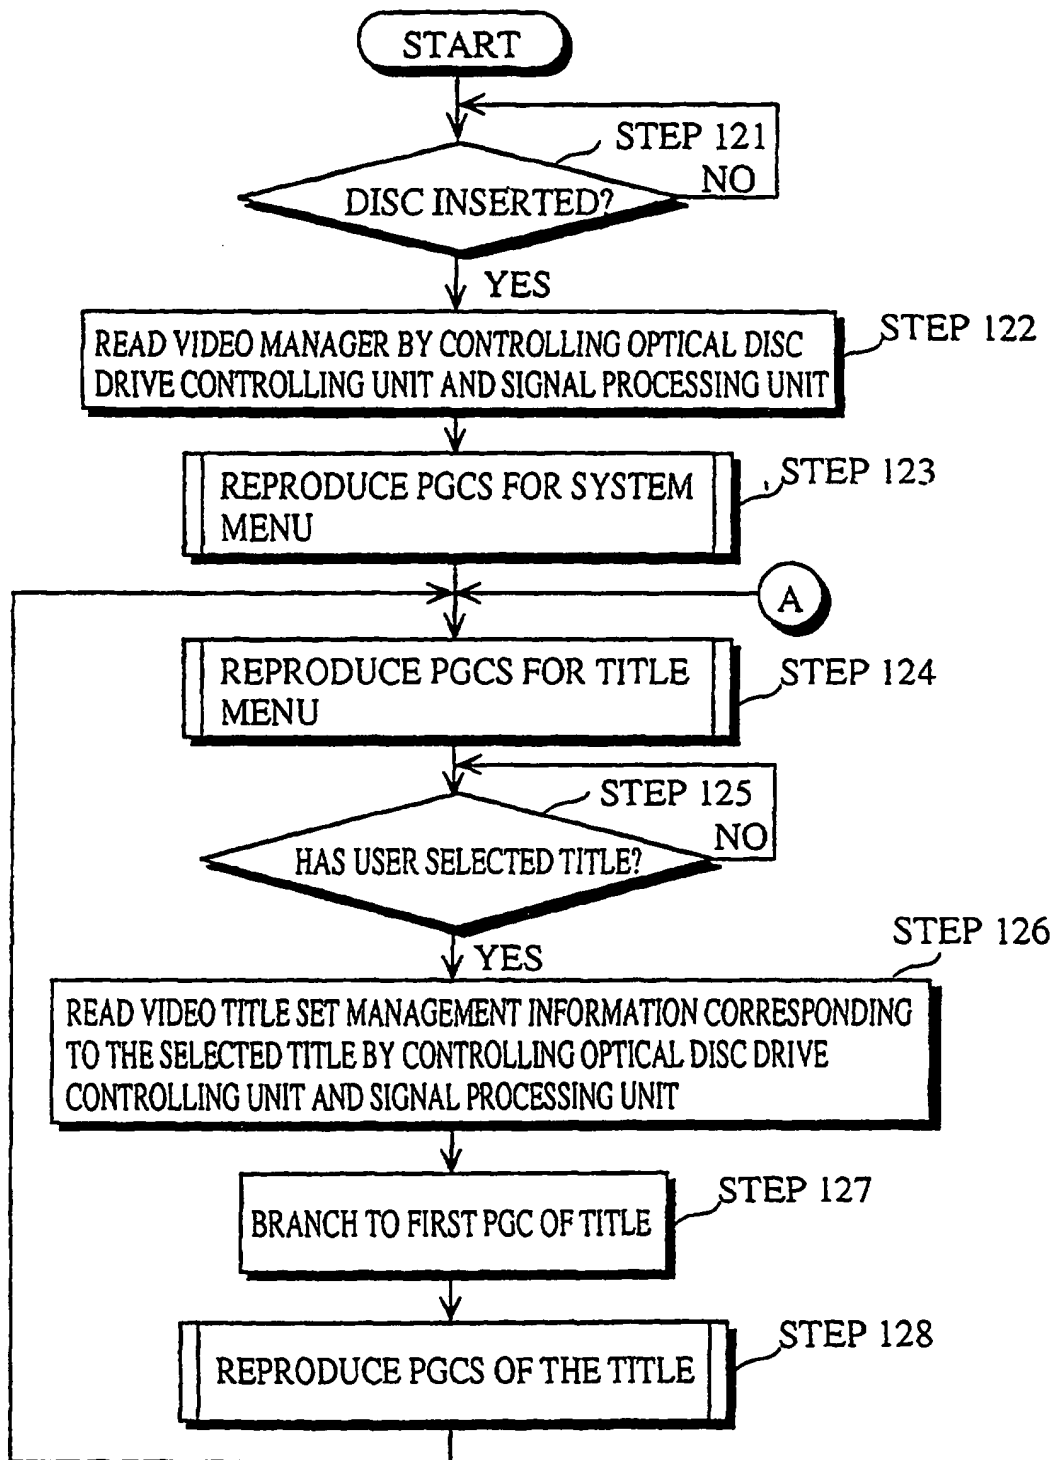 START
STEP 121
NO
DISC INSERTED?
YES
STEP 122
READ VIDEO MANAGER BY CONTROLLING OPTICAL DISC
DRIVE CONTROLLING UNIT AND SIGNAL PROCESSING UNIT
STEP 123
REPRODUCE PGCS FOR SYSTEM
MENU
A
REPRODUCE PGCS FOR TITLE
MENU
STEP 124
STEP 125
NO
HAS USER SELECTED TITLE?
STEP 126
YES
READ VIDEO TITLE SET MANAGEMENT INFORMATION CORRESPONDING
TO THE SELECTED TITLE BY CONTROLLING OPTICAL DISC DRIVE
CONTROLLING UNIT AND SIGNAL PROCESSING UNIT
STEP 127
BRANCH TO FIRST PGC OF TITLE
STEP 128
REPRODUCE PGCS OF THE TITLE